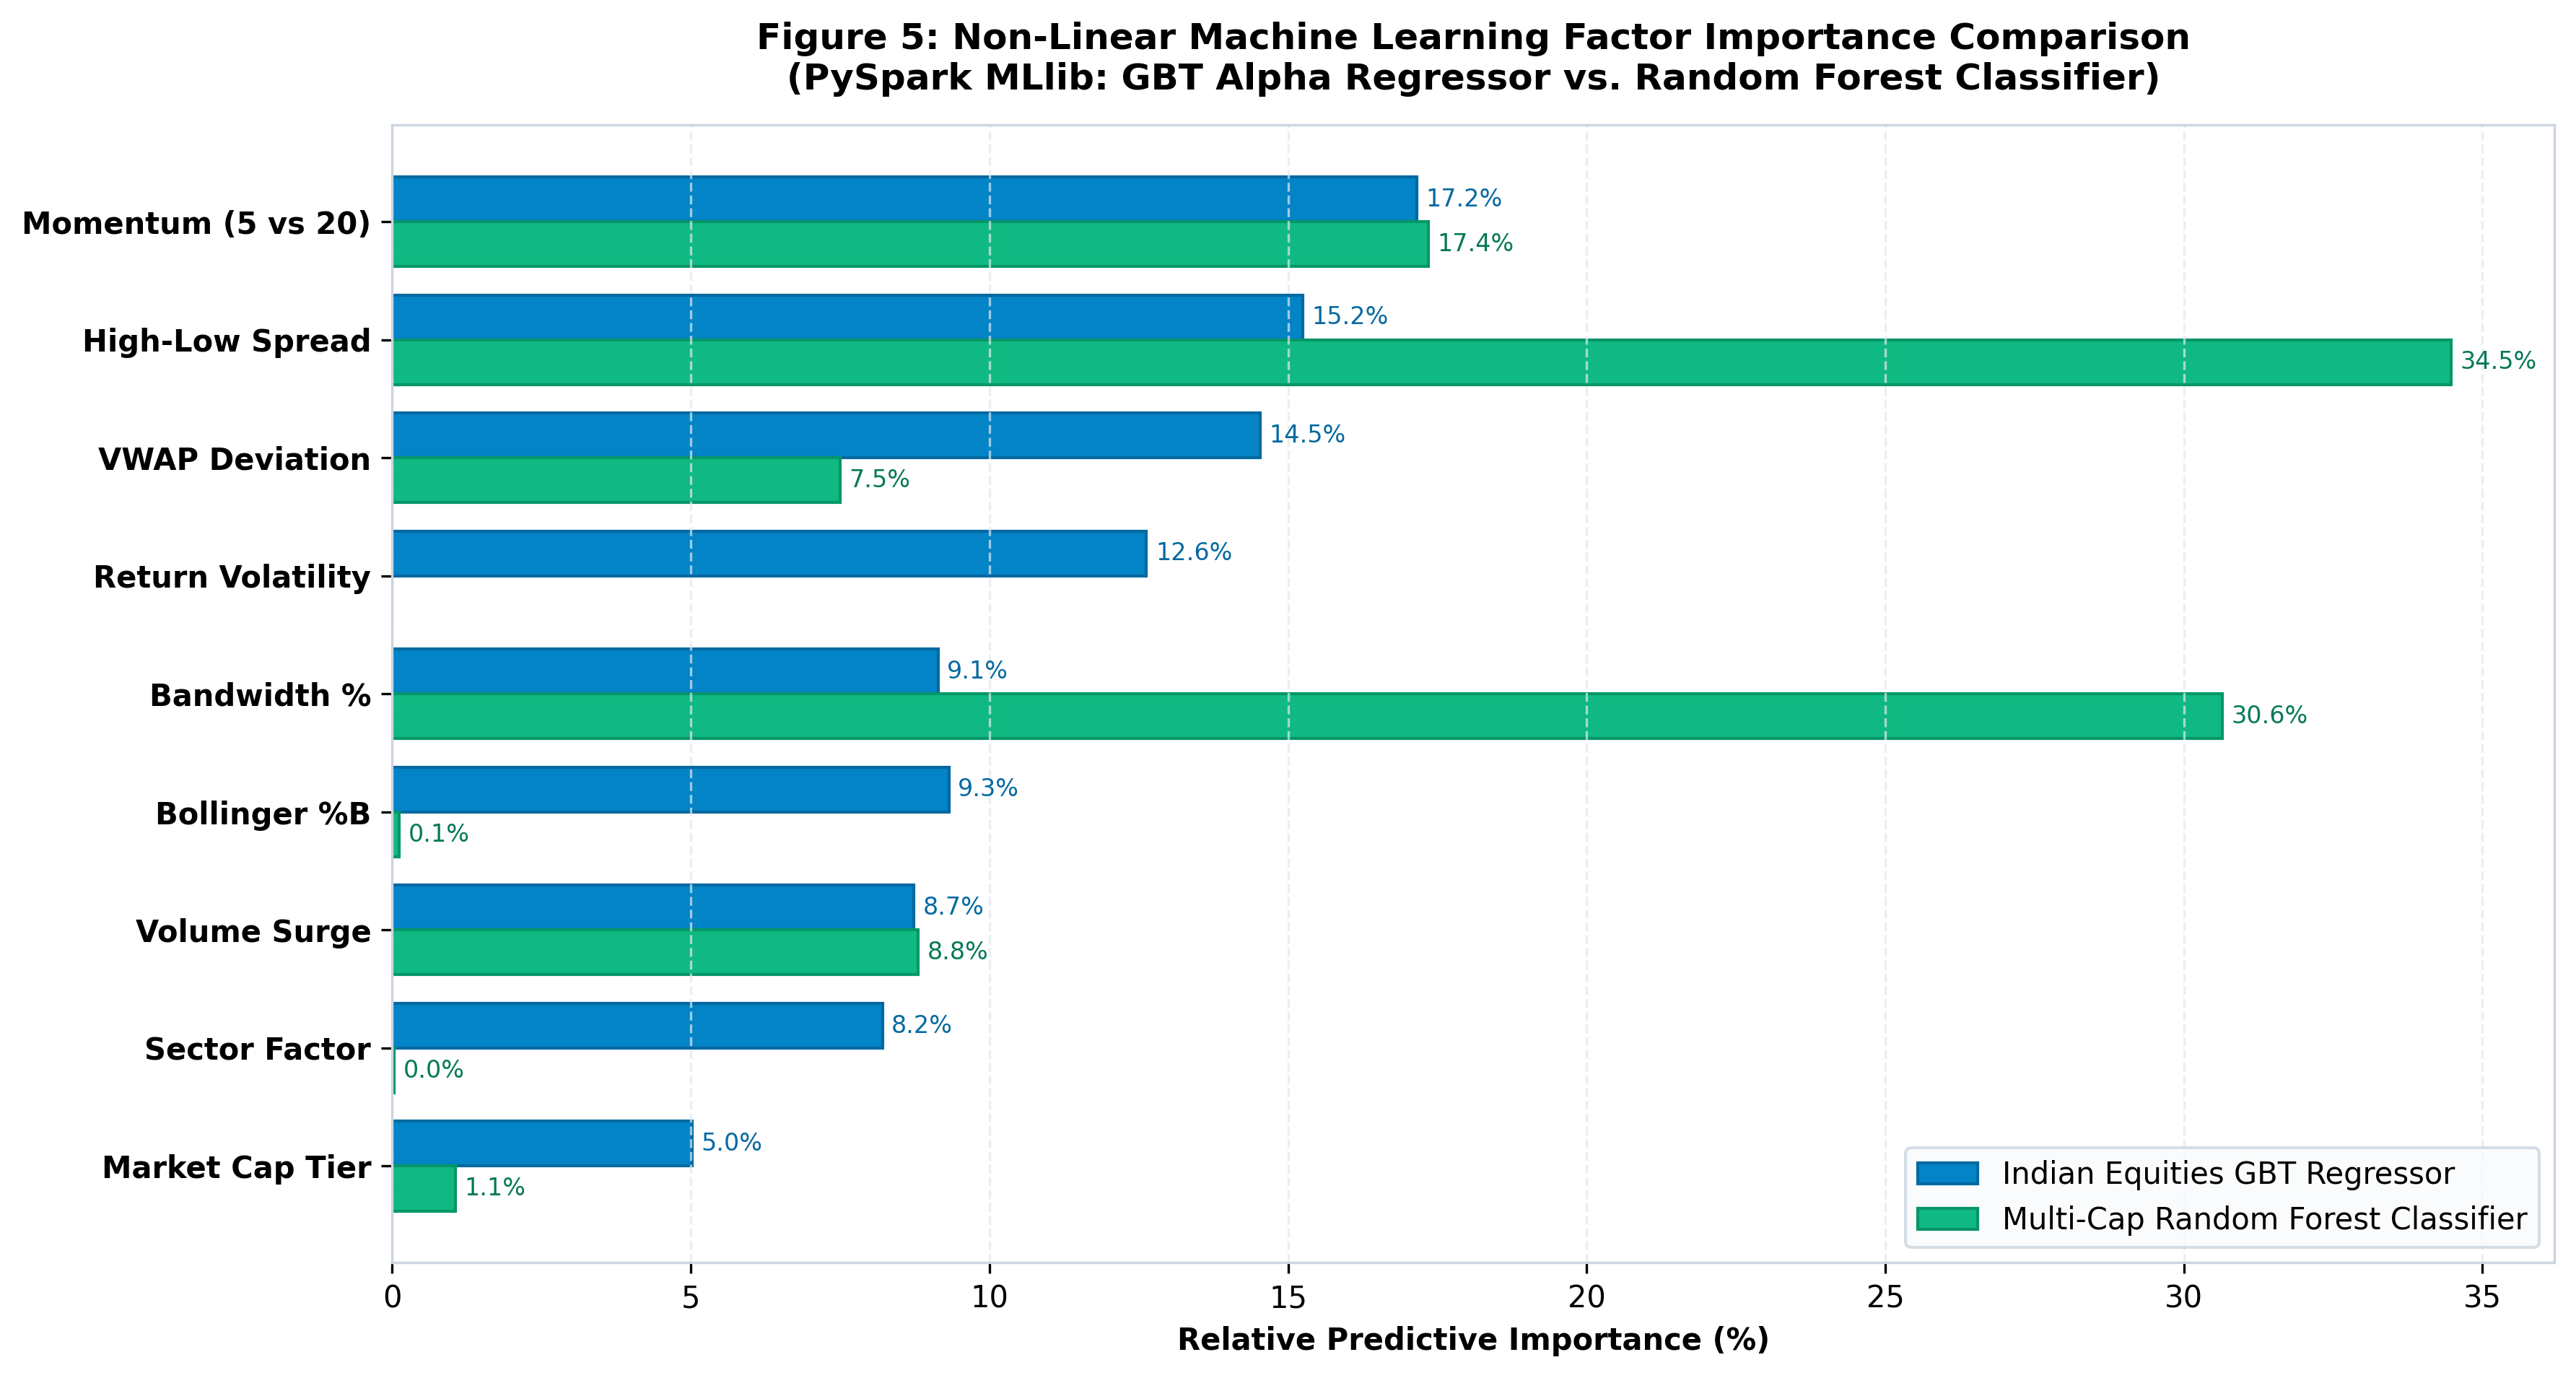 Figure 5: Non-Linear Machine Learning Factor Importance Comparison
(PySpark MLlib: GBT Alpha Regressor vs. Random Forest Classifier)
Momentum (5 vs 20)
17.2%
17.4%
High-Low Spread
15.2%
34.5%
VWAP Deviation
14.5%
7.5%
Return Volatility
12.6%
Bandwidth %
9.1%
30.6%
Bollinger %B
9.3%
0.1%
Volume Surge
8.7%
8.8%
Sector Factor
8.2%
0.0%
Market Cap Tier
5.0%
1.1%
Indian Equities GBT Regressor
Multi-Cap Random Forest Classifier
0 5 10 15 20 25 30 35
Relative Predictive Importance (%)